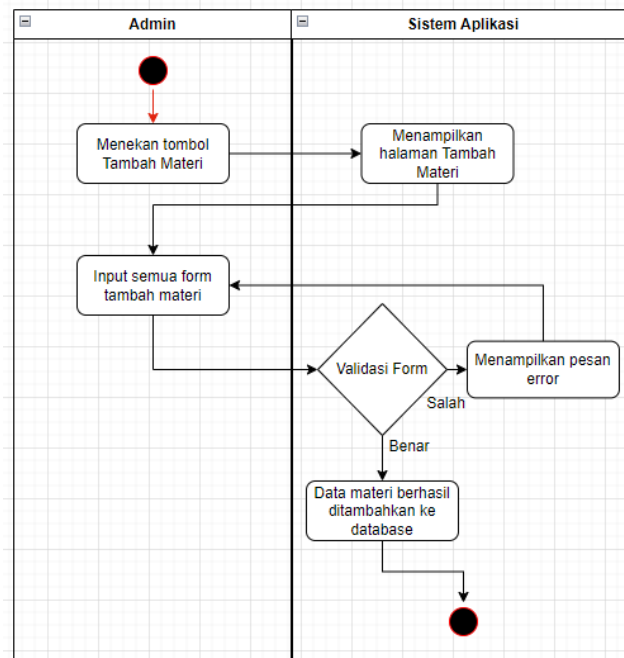 Admin
Sistem Aplikasi
Menekan tombol
Tambah Materi
Menampilkan
halaman Tambah
Materi
Input semua form
tambah materi
Validasi Form
Menampilkan pesan
error
Salah
Benar
Data materi berhasil
ditambahkan ke
database